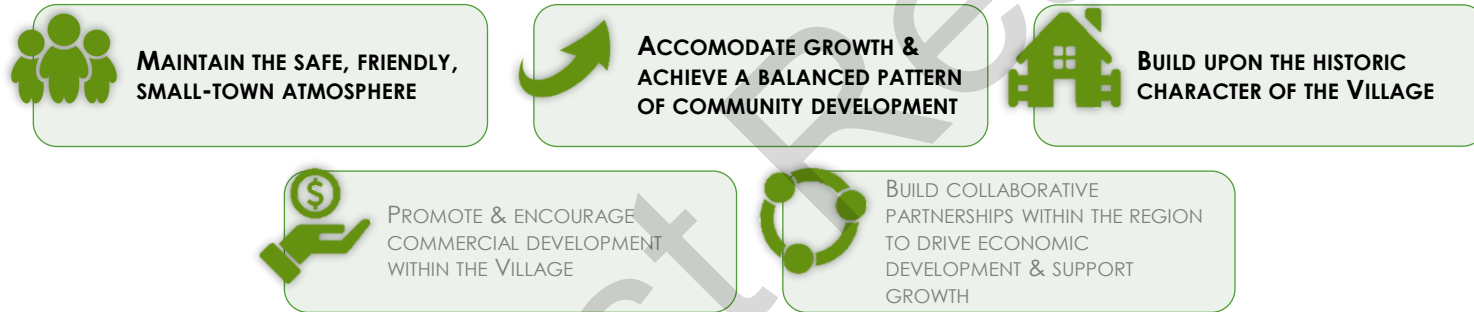 MAINTAIN THE SAFE, FRIENDLY,
SMALL-TOWN ATMOSPHERE
ACCOMODATE GROWTH &
ACHIEVE A BALANCED PATTERN
OF COMMUNITY DEVELOPMENT
BUILD UPON THE HISTORIC
CHARACTER OF THE VILLAGE
$
PROMOTE & ENCOURAGE
COMMERCIAL DEVELOPMENT
WITHIN THE VILLAGE
BUILD COLLABORATIVE
PARTNERSHIPS WITHIN THE REGION
TO DRIVE ECONOMIC
DEVELOPMENT & SUPPORT
GROWTH